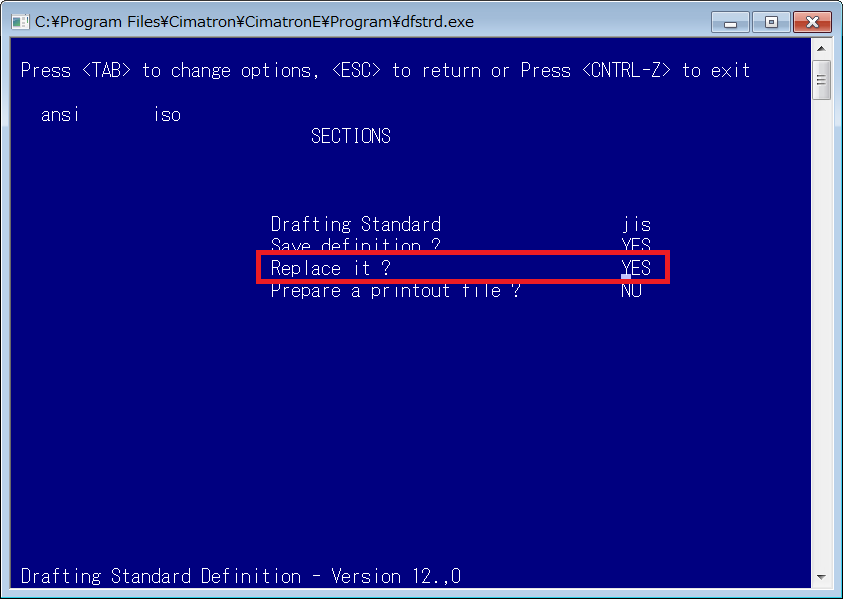 C:¥Program Files¥Cimatron¥CimatronE¥Program¥dfstrd.exe
Press <TAB> to change options, <ESC> to return or Press <CNTRL-Z> to exit
ansi iso
SECTIONS
Drafting Standard jis
Save definition ? YES
Replace it ? YES
Prepare a printout file ? NO
Drafting Standard Definition - Version 12.,0